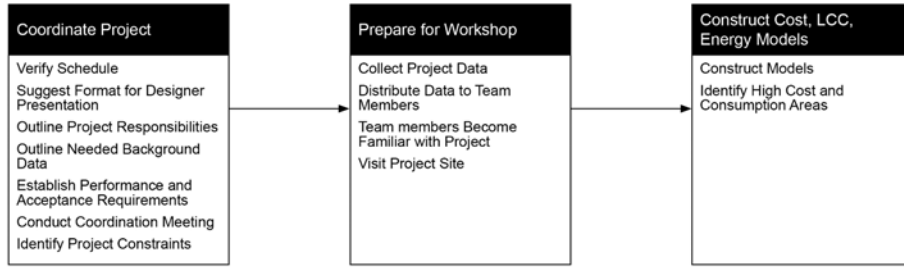 Coordinate Project
Verify Schedule
Suggest Format for Designer
Presentation
Outline Project Responsibilities
Outline Needed Background
Data
Establish Performance and
Acceptance Requirements
Conduct Coordination Meeting
Identify Project Constraints
Prepare for Workshop
Collect Project Data
Distribute Data to Team
Members
Team members Become
Familiar with Project
Visit Project Site
Construct Cost, LCC,
Energy Models
Construct Models
Identify High Cost and
Consumption Areas